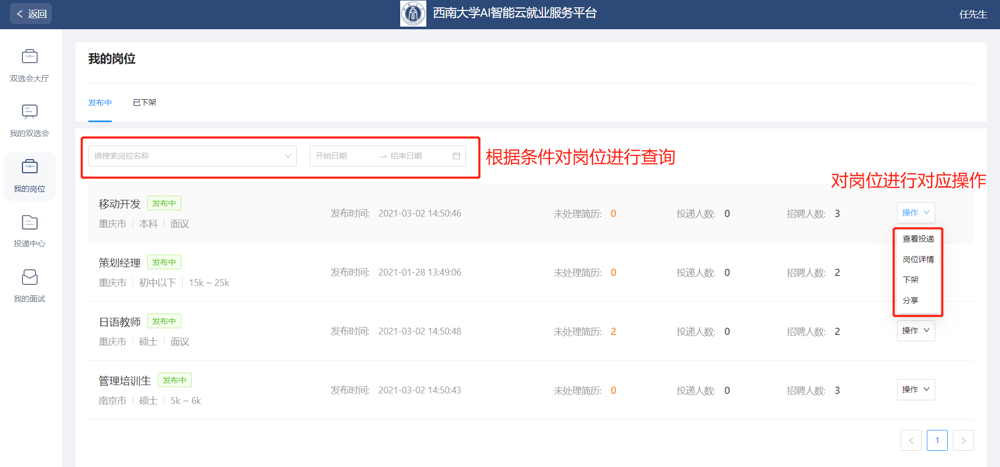 返回
西南大学AI智能云就业服务平台
任先生
双选会大厅
我的双选会
我的岗位
投递中心
我的面试
我的岗位
发布中 已下架
请搜索岗位名称 开始日期 结束日期
根据条件对岗位进行查询
对岗位进行对应操作
移动开发 发布中
重庆市 本科 面议
发布时间: 2021-03-02 14:50:46 未处理简历: 0 投递人数: 0 招聘人数: 3 操作
查看投递
岗位详情
下架
分享
策划经理 发布中
重庆市 初中以下 15k ~ 25k
发布时间: 2021-01-28 13:49:06 未处理简历: 0 投递人数: 0 招聘人数: 2
日语教师 发布中
重庆市 硕士 面议
发布时间: 2021-03-02 14:50:48 未处理简历: 2 投递人数: 0 招聘人数: 2 操作
管理培训生 发布中
南京市 硕士 5k ~ 6k
发布时间: 2021-03-02 14:50:43 未处理简历: 0 投递人数: 0 招聘人数: 3 操作
1